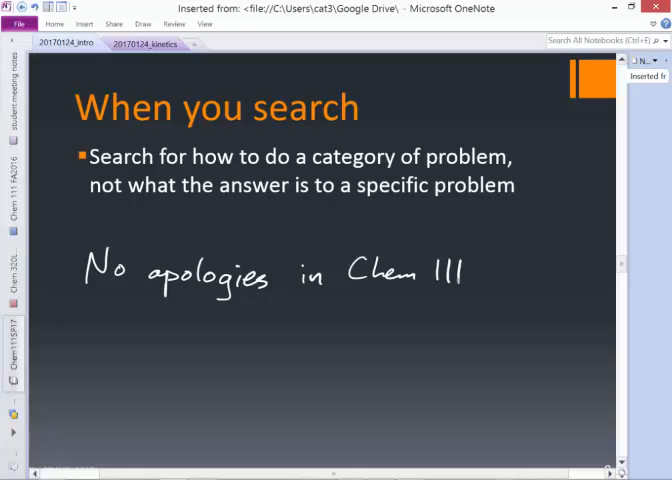 Inserted from: <file://C:\Users\cat3\Google Drive\ - Microsoft OneNote
File Home Insert Share Draw Review View
20170124_intro 20170124_kinetics
Search All Notebooks (Ctrl+E)
N...
Inserted fr
student meeting notes
Chem 111 FA2016
Chem 320L
Chem111SP17
When you search
Search for how to do a category of problem,
not what the answer is to a specific problem
No apologies in Chem 111